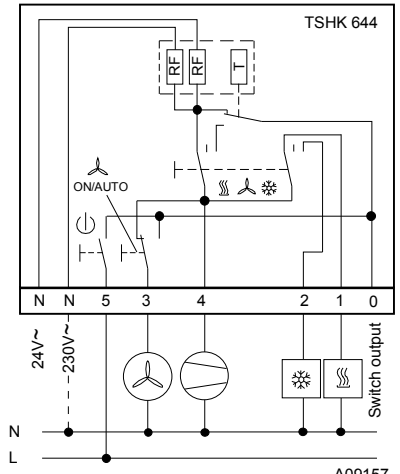 TSHK 644
RF
RF
T
ON/AUTO
N N 5 3 4 2 1 0
24V~
230V~
Switch output
N
L
A09157